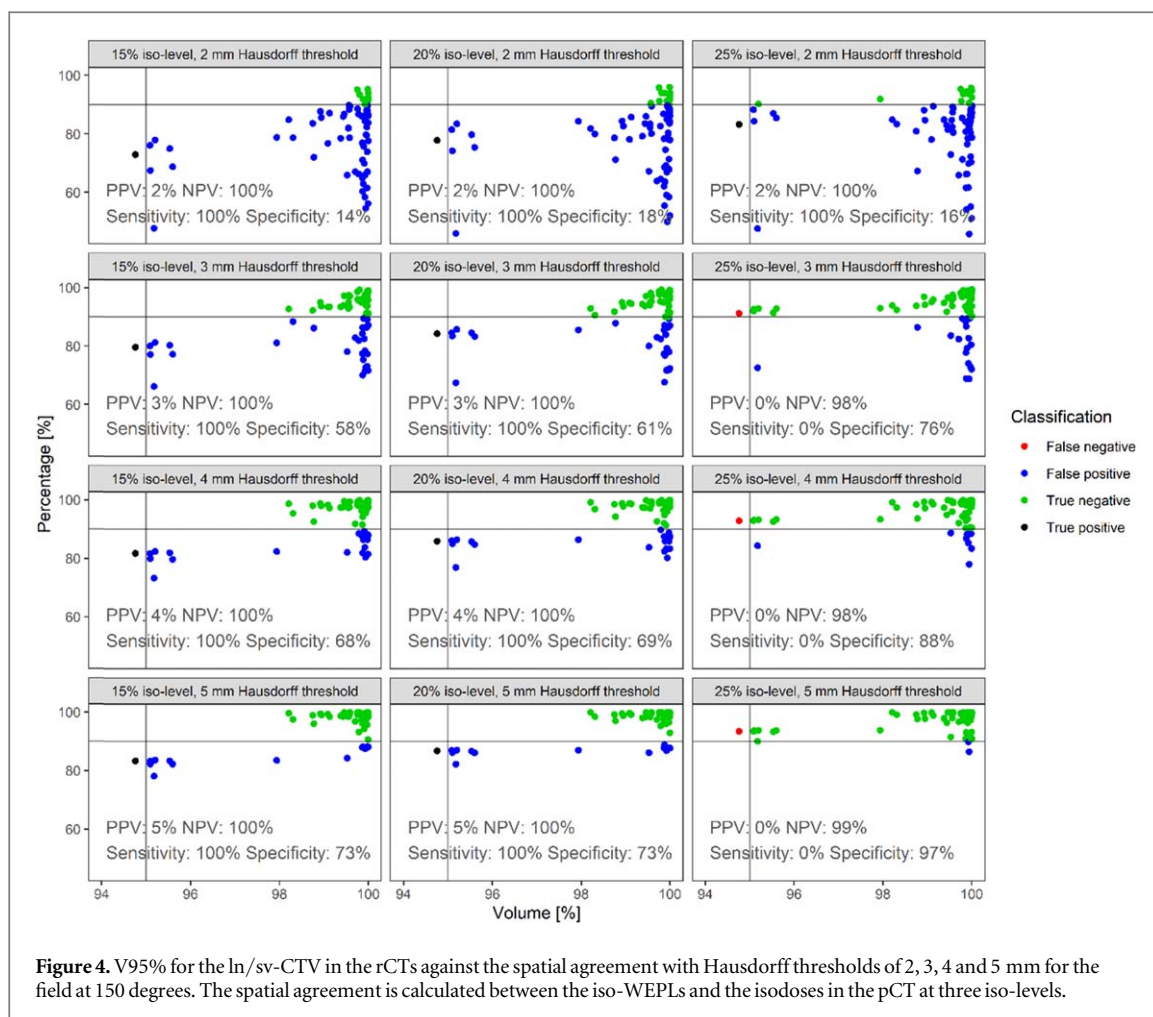 15% iso-level, 2 mm Hausdorff threshold
20% iso-level, 2 mm Hausdorff threshold
25% iso-level, 2 mm Hausdorff threshold
100
80
60
PPV: 2% NPV: 100%
Sensitivity: 100% Specificity: 14%
PPV: 2% NPV: 100%
Sensitivity: 100% Specificity: 18%
PPV: 2% NPV: 100%
Sensitivity: 100% Specificity: 16%
15% iso-level, 3 mm Hausdorff threshold
20% iso-level, 3 mm Hausdorff threshold
25% iso-level, 3 mm Hausdorff threshold
100
80
60
PPV: 3% NPV: 100%
Sensitivity: 100% Specificity: 58%
PPV: 3% NPV: 100%
Sensitivity: 100% Specificity: 61%
PPV: 0% NPV: 98%
Sensitivity: 0% Specificity: 76%
Percentage [%]
15% iso-level, 4 mm Hausdorff threshold
20% iso-level, 4 mm Hausdorff threshold
25% iso-level, 4 mm Hausdorff threshold
100
80
60
PPV: 4% NPV: 100%
Sensitivity: 100% Specificity: 68%
PPV: 4% NPV: 100%
Sensitivity: 100% Specificity: 69%
PPV: 0% NPV: 98%
Sensitivity: 0% Specificity: 88%
15% iso-level, 5 mm Hausdorff threshold
20% iso-level, 5 mm Hausdorff threshold
25% iso-level, 5 mm Hausdorff threshold
100
80
60
PPV: 5% NPV: 100%
Sensitivity: 100% Specificity: 73%
PPV: 5% NPV: 100%
Sensitivity: 100% Specificity: 73%
PPV: 0% NPV: 99%
Sensitivity: 0% Specificity: 97%
94 96 98 100
94 96 98 100
94 96 98 100
Volume [%]
Classification
False negative
False positive
True negative
True positive
Figure 4. V95% for the ln/sv-CTV in the rCTs against the spatial agreement with Hausdorff thresholds of 2, 3, 4 and 5 mm for the
field at 150 degrees. The spatial agreement is calculated between the iso-WEPLs and the isodoses in the pCT at three iso-levels.